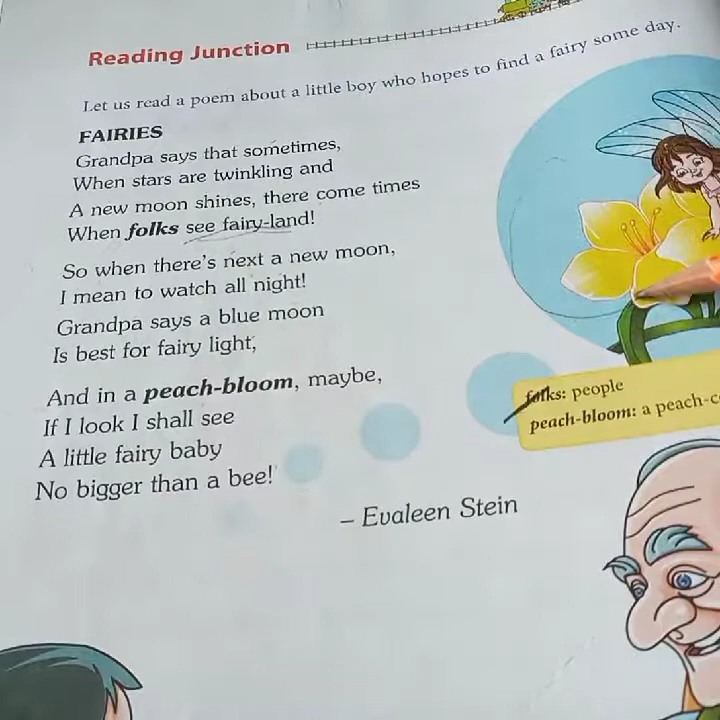 Reading Junction
Let us read a poem about a little boy who hopes to find a fairy some day.
FAIRIES
Grandpa says that sometimes,
When stars are twinkling and
A new moon shines, there come times
When folks see fairy-land!
So when there's next a new moon,
I mean to watch all night!
Grandpa says a blue moon
Is best for fairy light,
And in a peach-bloom, maybe,
If I look I shall see
A little fairy baby
No bigger than a bee!
– Evaleen Stein
folks: people
peach-bloom: a peach-c